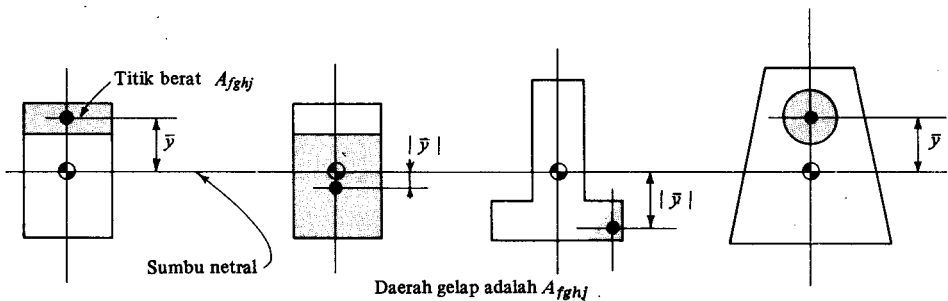 Titik berat A_fghj
ȳ
| ȳ |
| ȳ |
ȳ
Sumbu netral
Daerah gelap adalah A_fghj